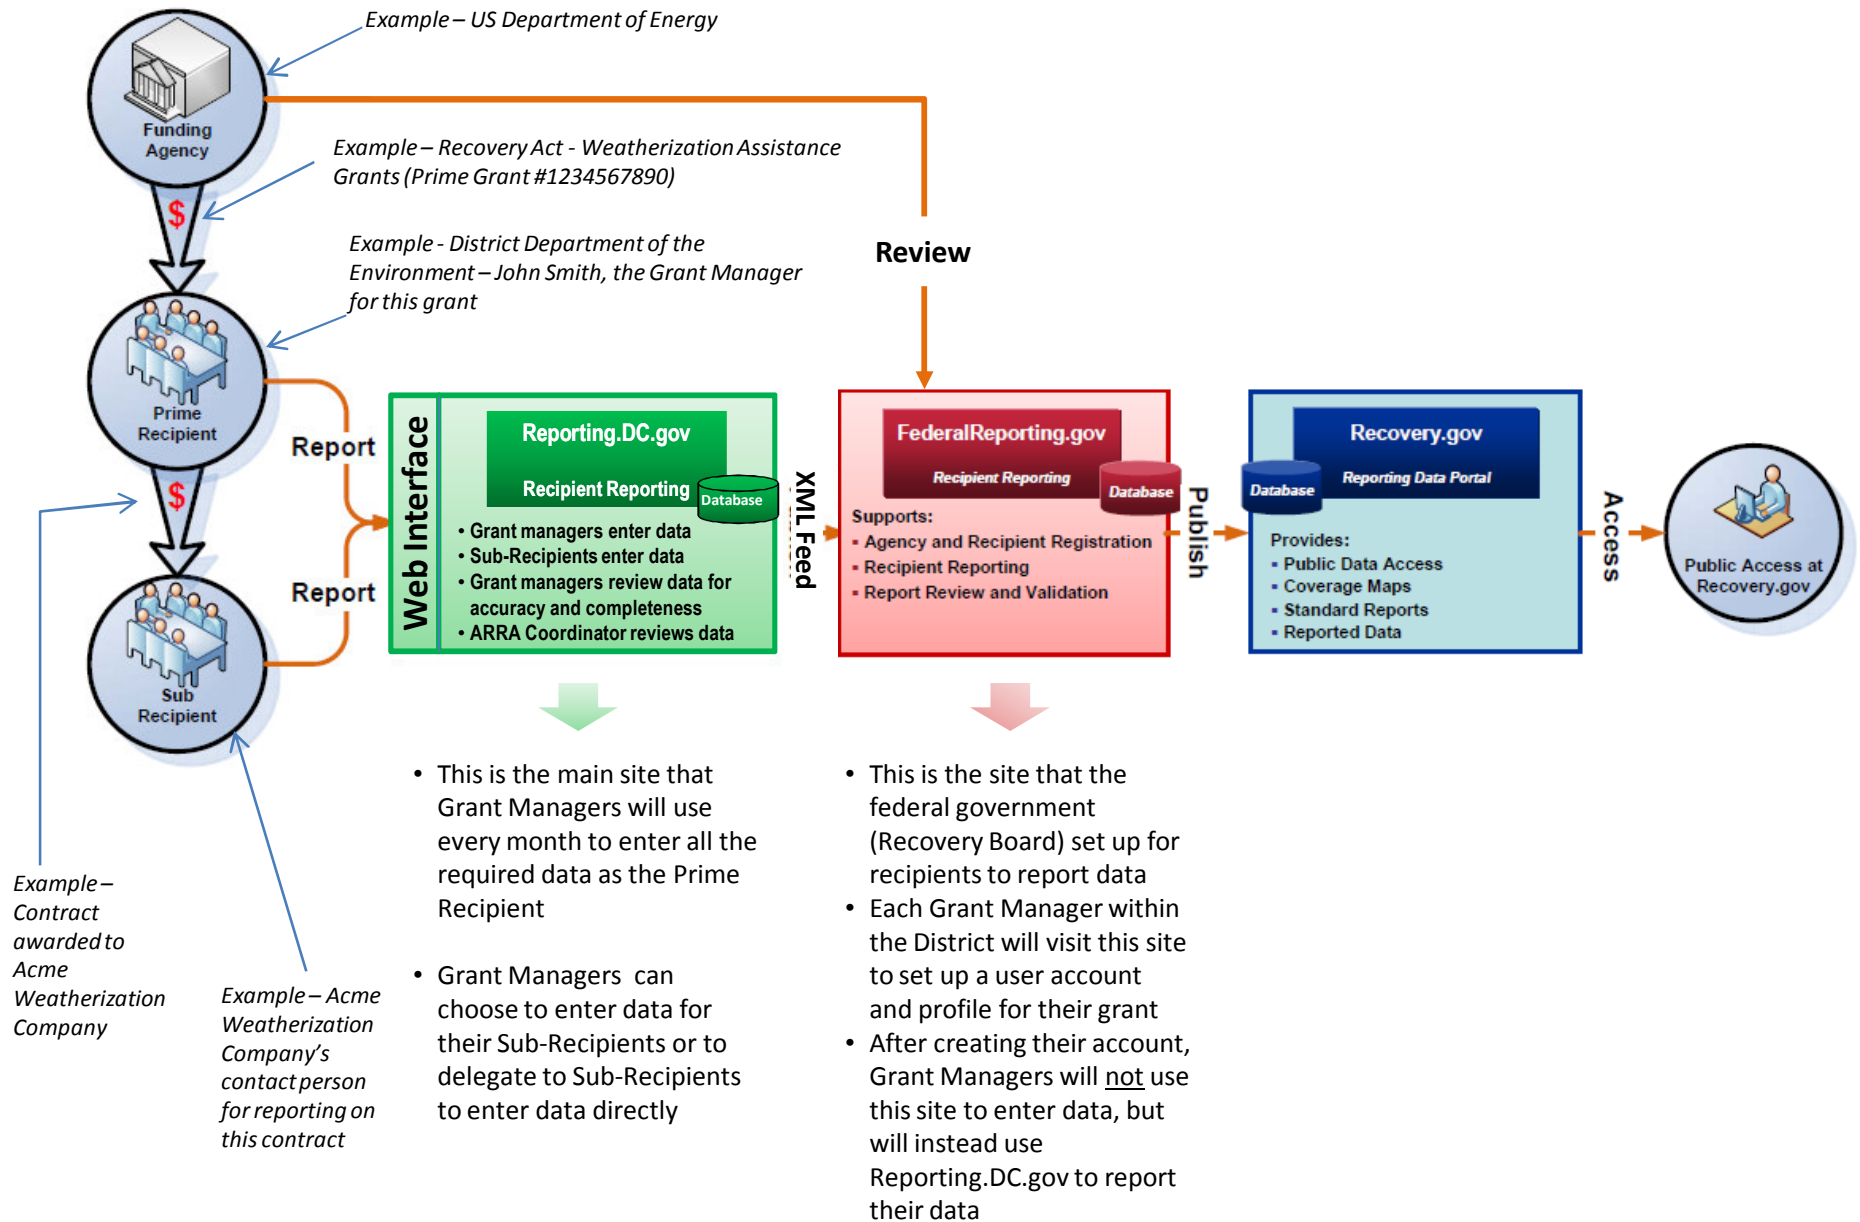 Example – US Department of Energy
Funding
Agency
Example – Recovery Act - Weatherization Assistance
Grants (Prime Grant #1234567890)
$
Example - District Department of the
Environment – John Smith, the Grant Manager
for this grant
Review
Prime
Recipient
Report
$
Report
Sub
Recipient
Web Interface
Reporting.DC.gov
Recipient Reporting
Database
• Grant managers enter data
• Sub-Recipients enter data
• Grant managers review data for
accuracy and completeness
• ARRA Coordinator reviews data
XML Feed
FederalReporting.gov
Recipient Reporting
Database
Supports:
▪ Agency and Recipient Registration
▪ Recipient Reporting
▪ Report Review and Validation
Publish
Recovery.gov
Reporting Data Portal
Database
Provides:
▪ Public Data Access
▪ Coverage Maps
▪ Standard Reports
▪ Reported Data
Access
Public Access at
Recovery.gov
Example –
Contract
awarded to
Acme
Weatherization
Company
Example – Acme
Weatherization
Company's
contact person
for reporting on
this contract
• This is the main site that
Grant Managers will use
every month to enter all the
required data as the Prime
Recipient
• Grant Managers can
choose to enter data for
their Sub-Recipients or to
delegate to Sub-Recipients
to enter data directly
• This is the site that the
federal government
(Recovery Board) set up for
recipients to report data
• Each Grant Manager within
the District will visit this site
to set up a user account
and profile for their grant
• After creating their account,
Grant Managers will not use
this site to enter data, but
will instead use
Reporting.DC.gov to report
their data